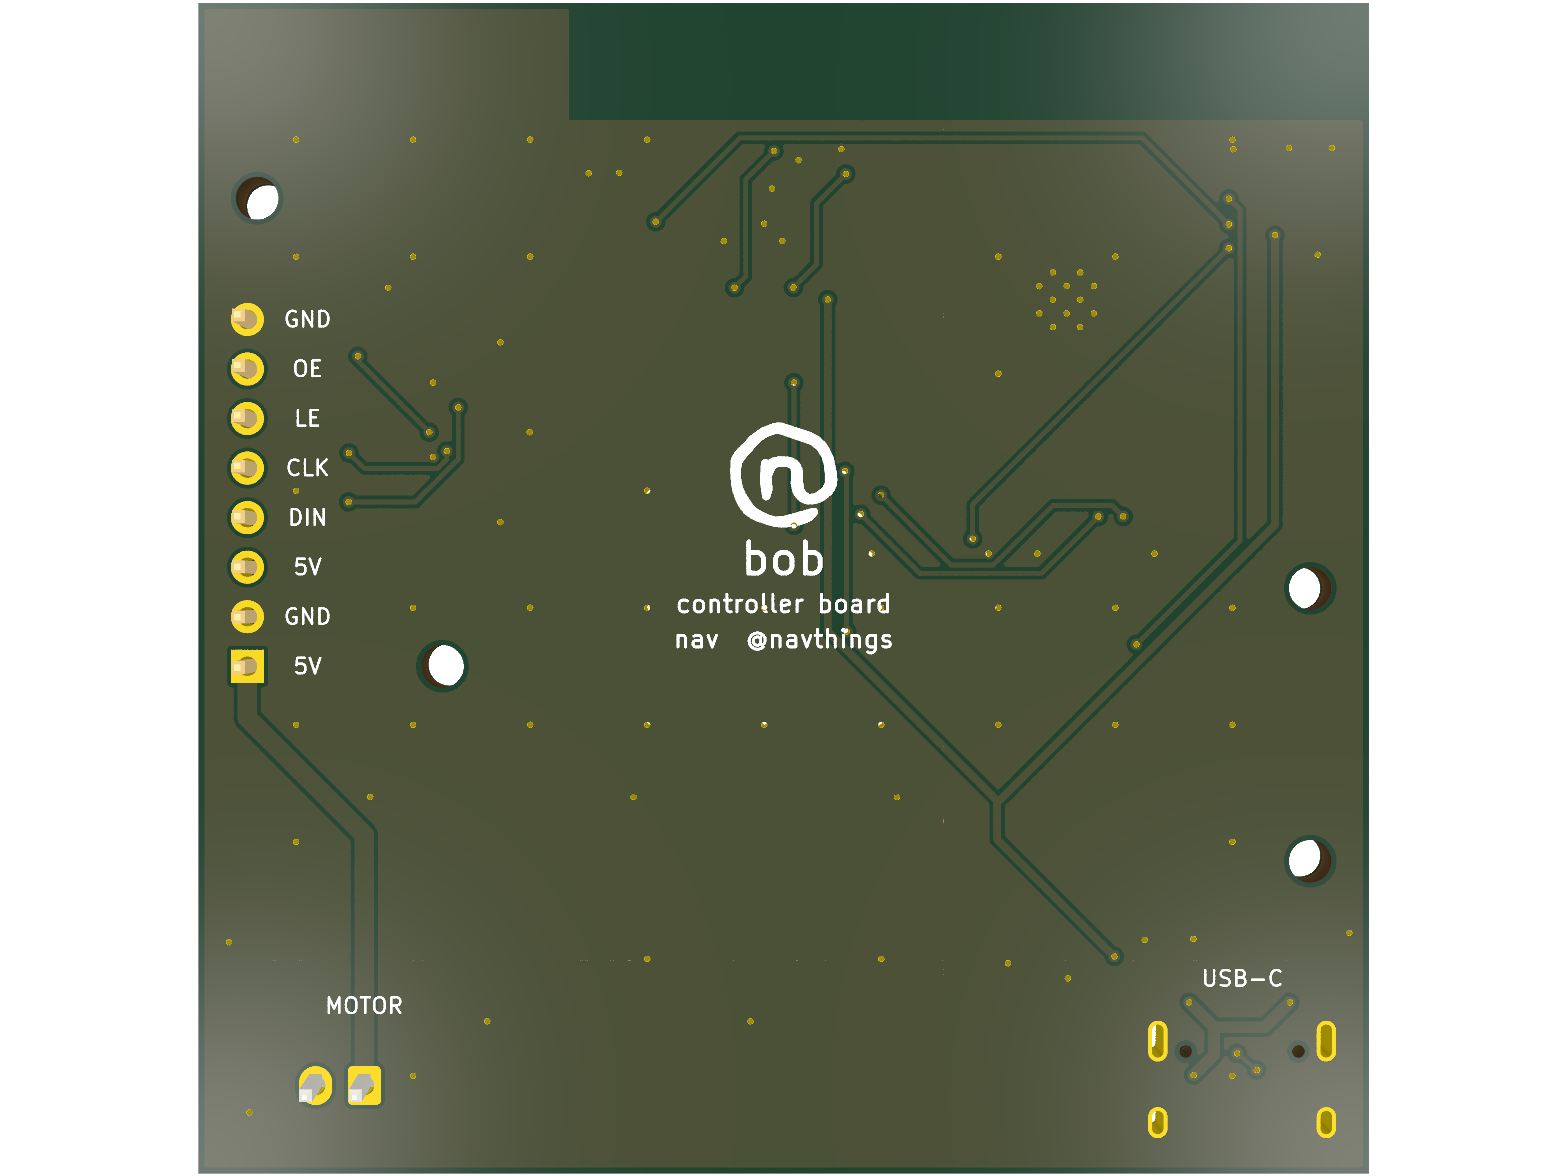 GND
OE
LE
CLK
DIN
5V
GND
5V
n
bob
controller board
nav @navthings
USB-C
MOTOR